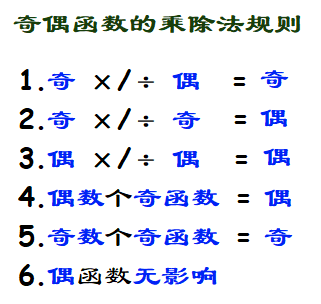 奇偶函数的乘除法规则
1.奇 ×/÷ 偶 = 奇
2.奇 ×/÷ 奇 = 偶
3.偶 ×/÷ 偶 = 偶
4.偶数个奇函数 = 偶
5.奇数个奇函数 = 奇
6.偶函数无影响